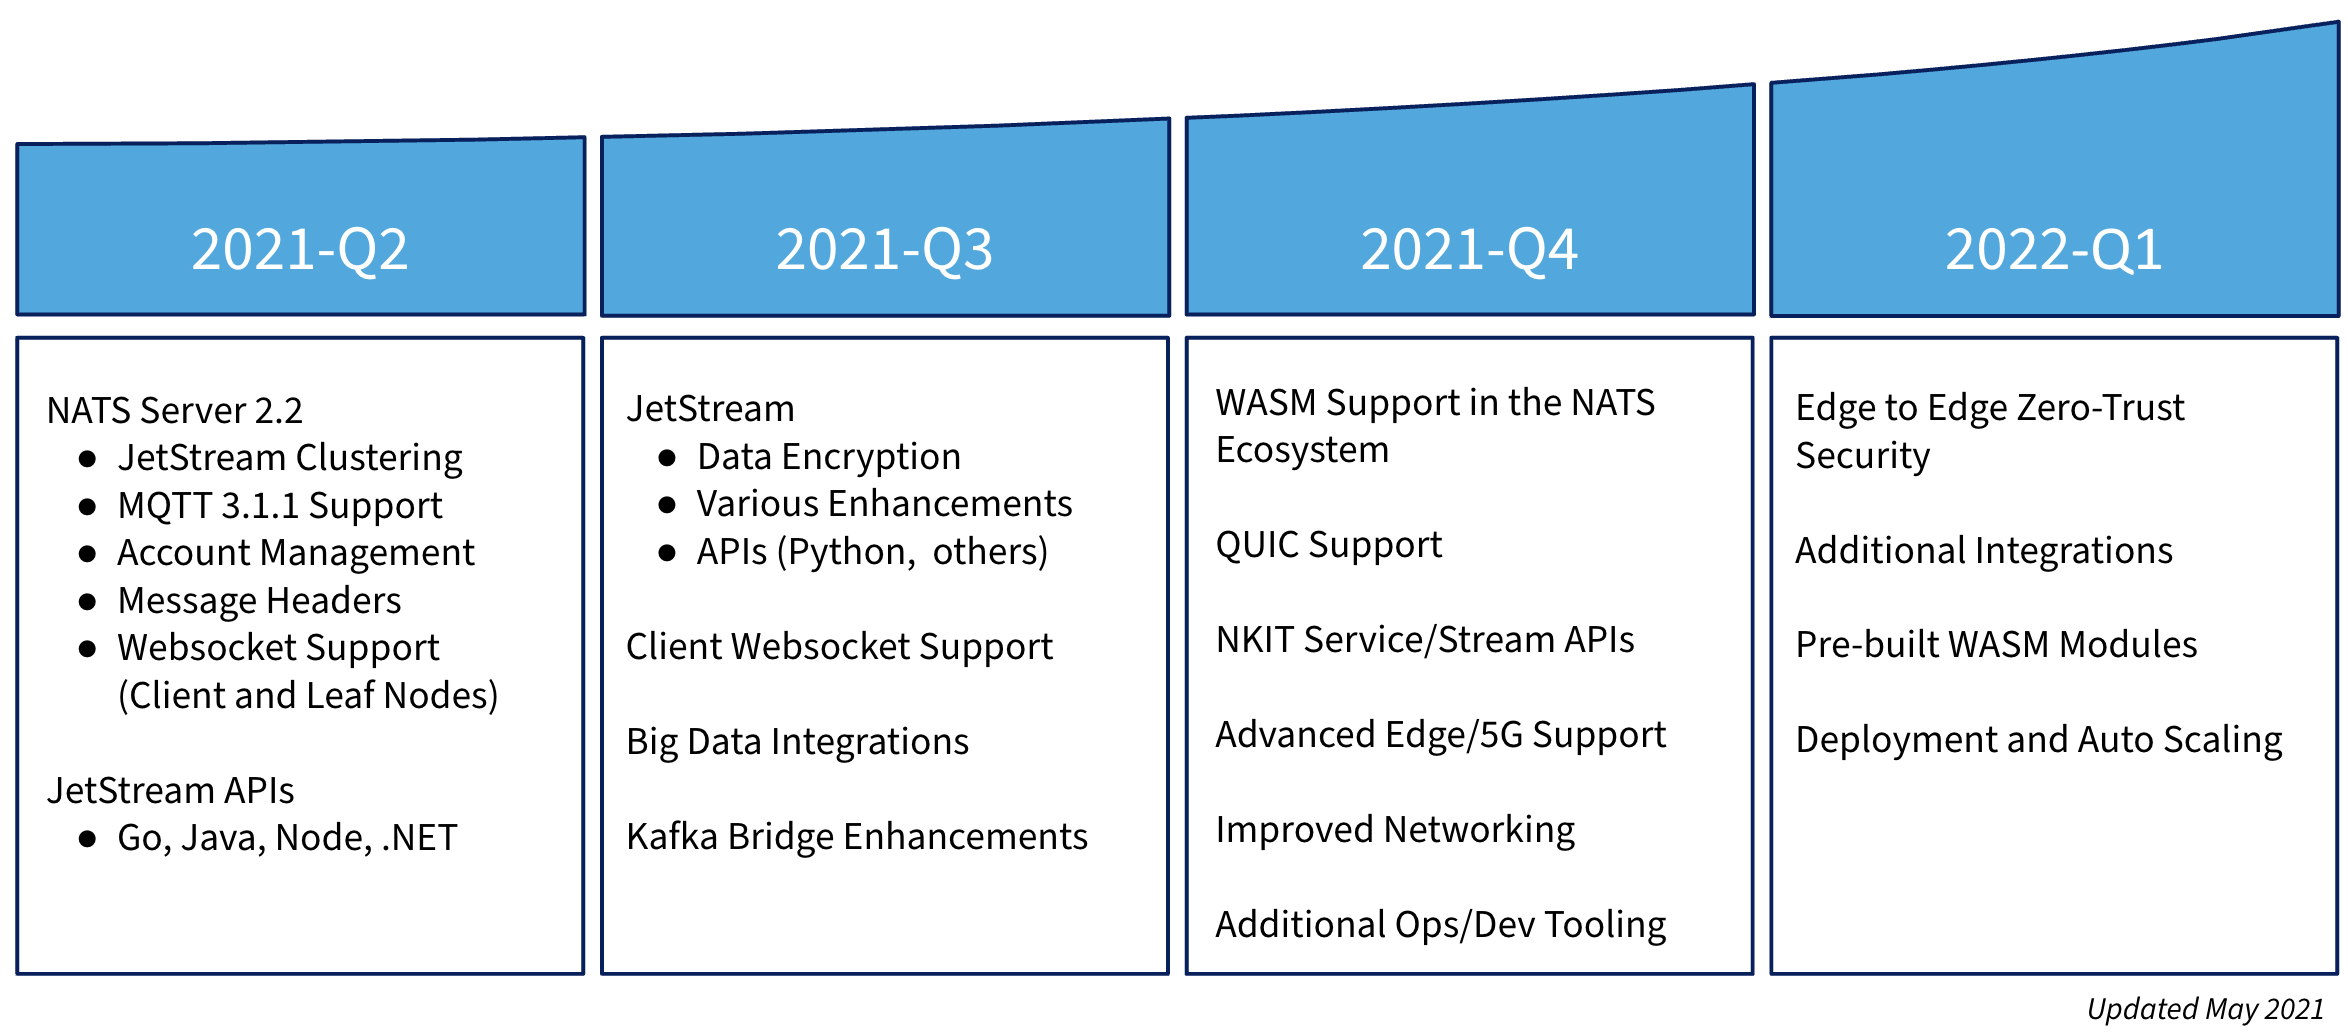 2021-Q2
NATS Server 2.2
● JetStream Clustering
● MQTT 3.1.1 Support
● Account Management
● Message Headers
● Websocket Support
(Client and Leaf Nodes)
JetStream APIs
● Go, Java, Node, .NET
2021-Q3
JetStream
● Data Encryption
● Various Enhancements
● APIs (Python,  others)
Client Websocket Support
Big Data Integrations
Kafka Bridge Enhancements
2021-Q4
WASM Support in the NATS
Ecosystem
QUIC Support
NKIT Service/Stream APIs
Advanced Edge/5G Support
Improved Networking
Additional Ops/Dev Tooling
2022-Q1
Edge to Edge Zero-Trust
Security
Additional Integrations
Pre-built WASM Modules
Deployment and Auto Scaling
Updated May 2021